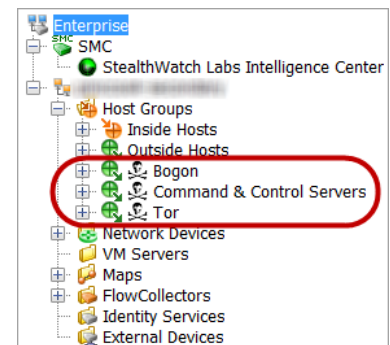 Enterprise
SMC
SMC
StealthWatch Labs Intelligence Center
Host Groups
Inside Hosts
Outside Hosts
Bogon
Command & Control Servers
Tor
Network Devices
VM Servers
Maps
FlowCollectors
Identity Services
External Devices